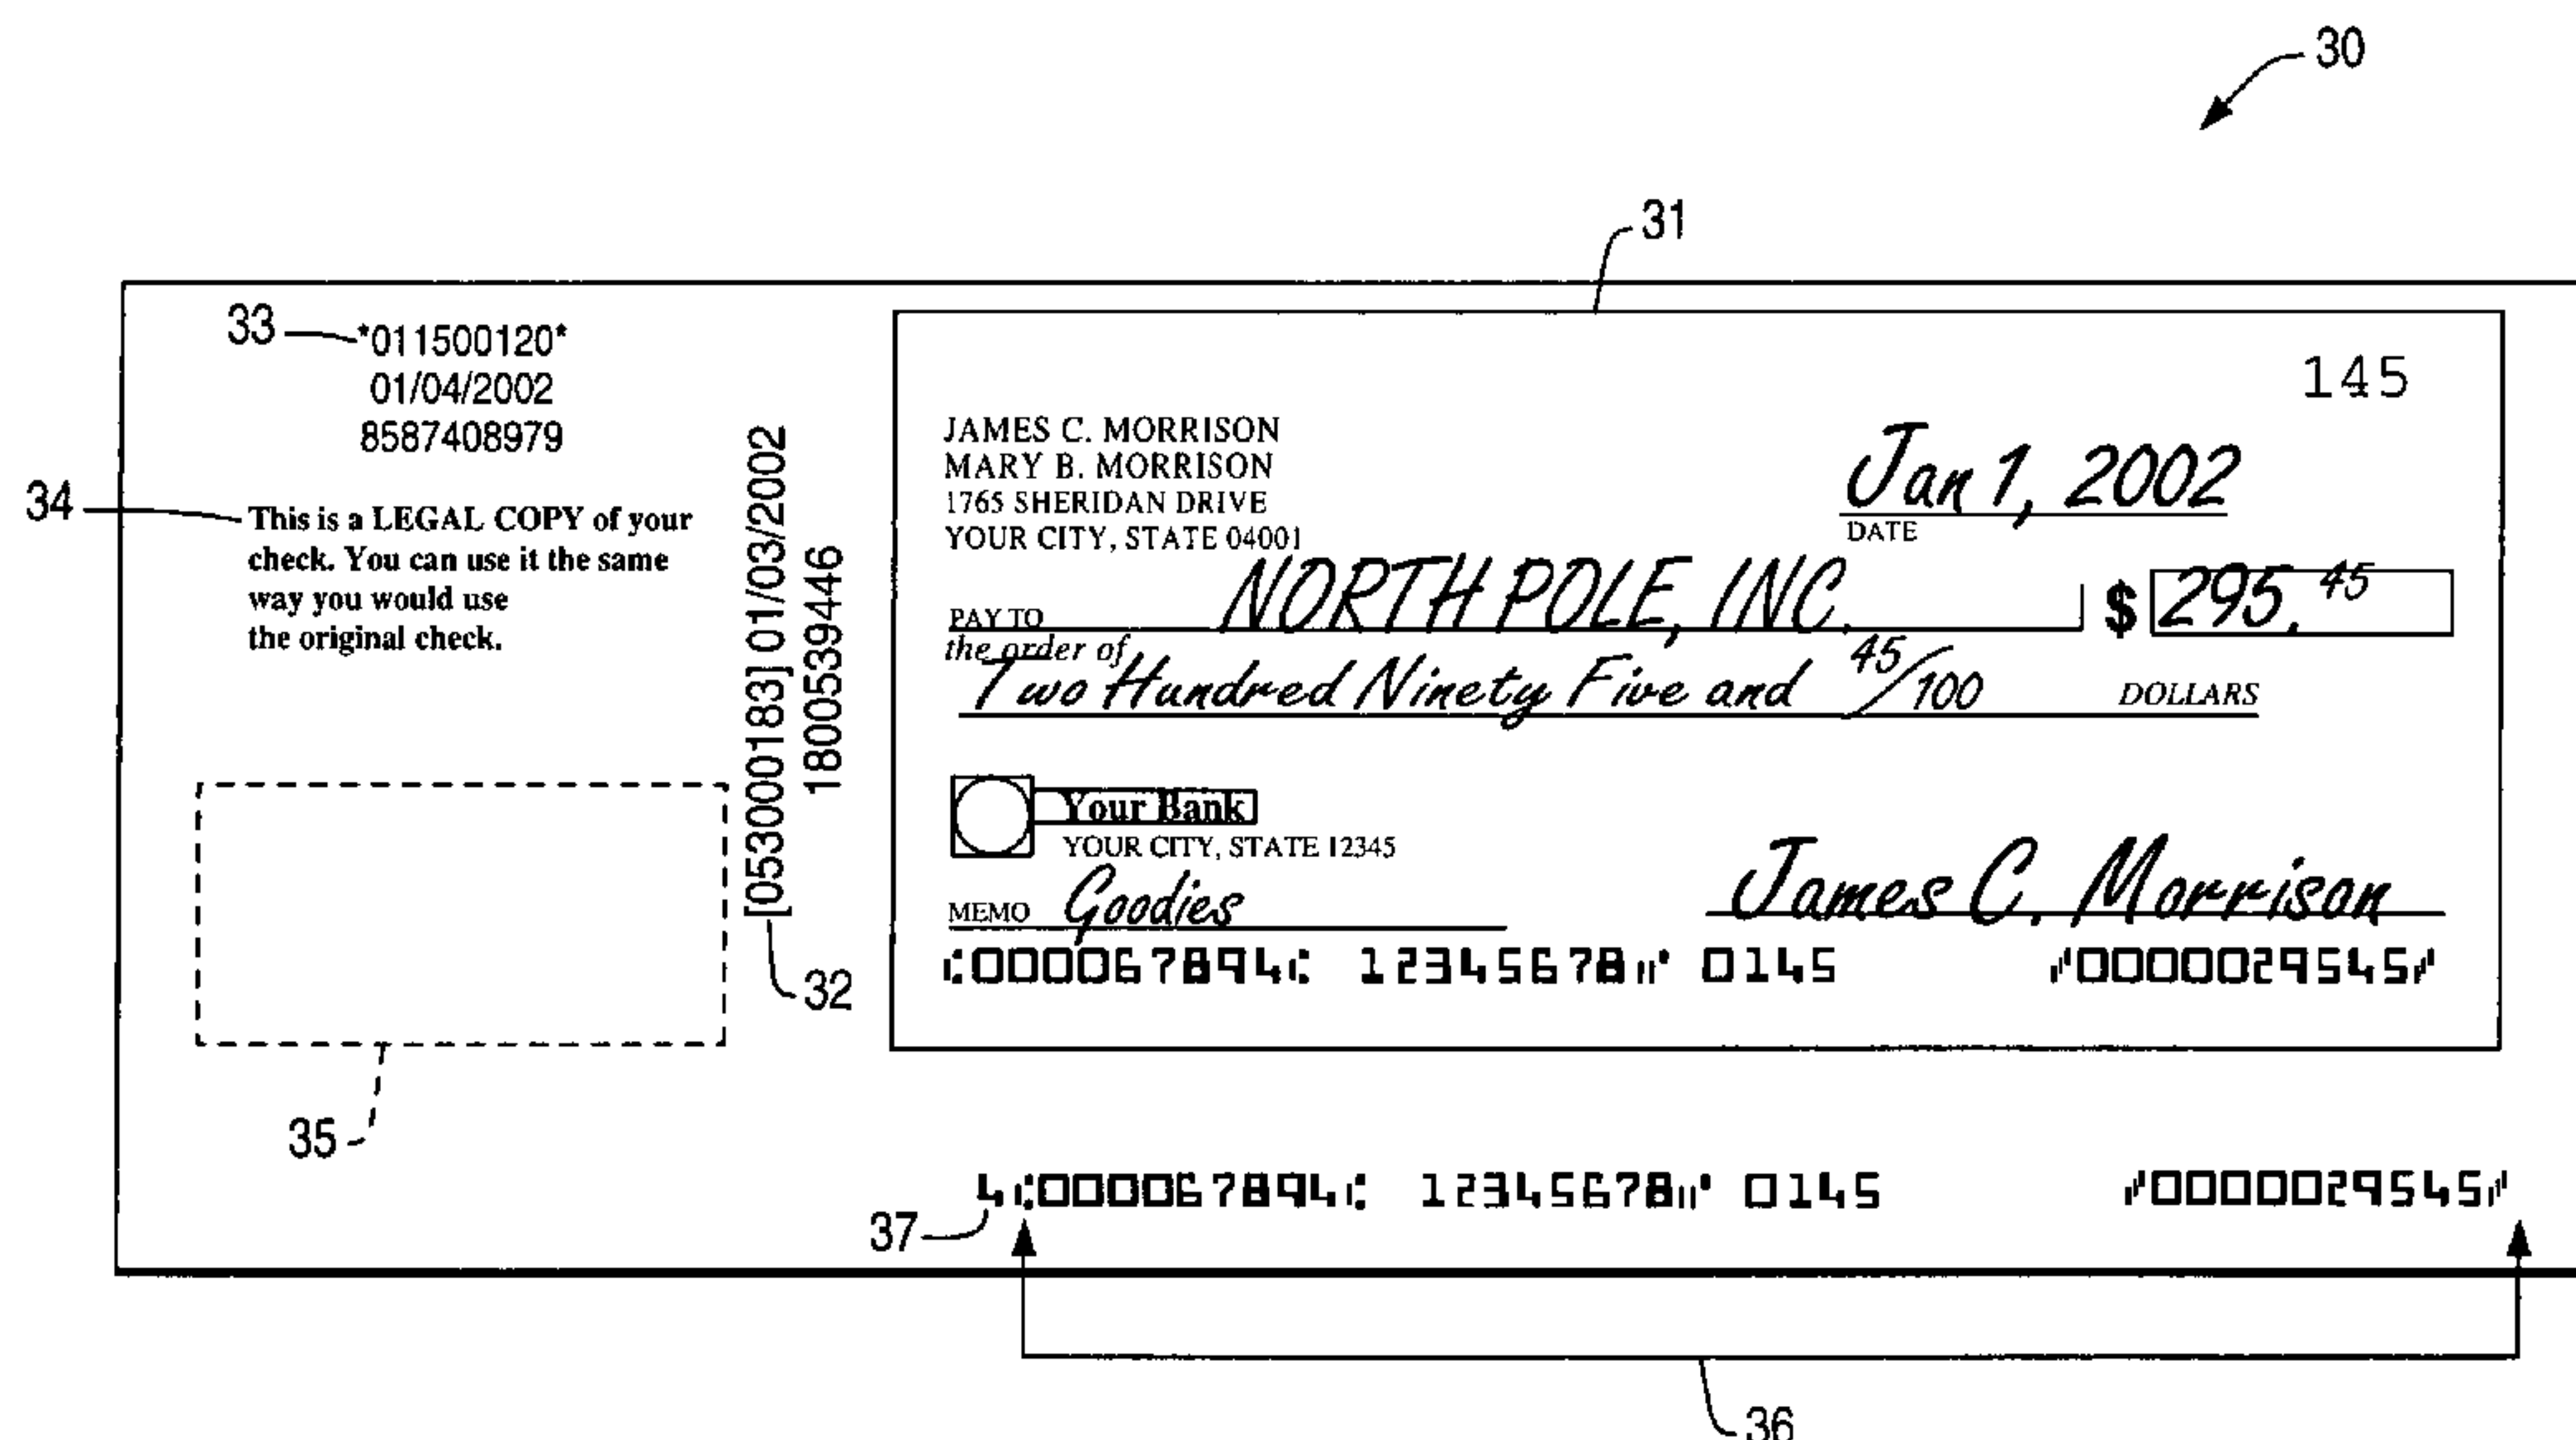 30
31
33
*011500120*
01/04/2002
8587408979
34
This is a LEGAL COPY of your
check. You can use it the same
way you would use
the original check.
[053000183] 01/03/2002
1800539446
32
35
145
JAMES C. MORRISON
MARY B. MORRISON
1765 SHERIDAN DRIVE
YOUR CITY, STATE 04001
Jan 1, 2002
DATE
PAY TO
the order of
NORTH POLE, INC.
$ 295.45
Two Hundred Ninety Five and 45/100 DOLLARS
Your Bank
YOUR CITY, STATE 12345
MEMO Goodies
James C. Morrison
⑆000067894⑆ 12345678⑈ 0145 ⑇0000029545⑇
4⑆000067894⑆ 12345678⑈ 0145 ⑇0000029545⑇
37
36